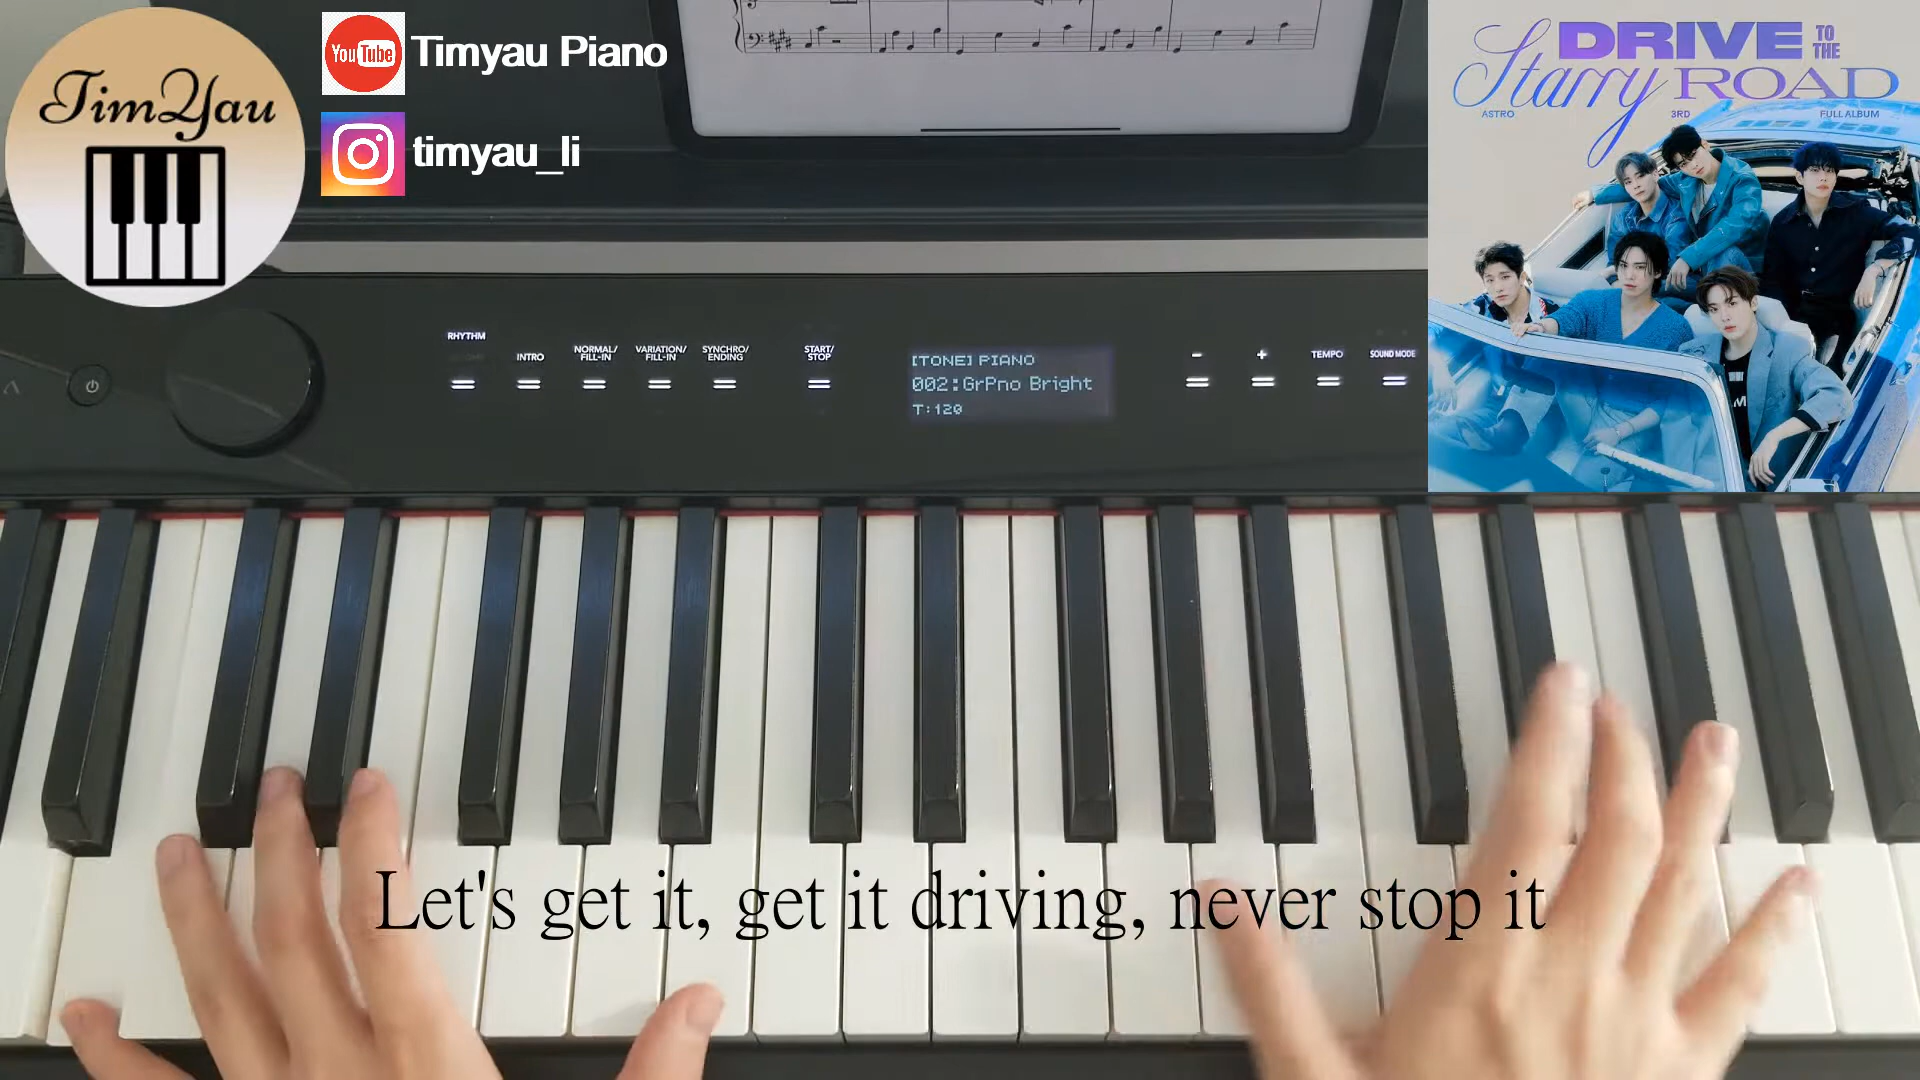 TimYau
YouTube
Timyau Piano
timyau_li
DRIVE TO THE
Starry ROAD
ASTRO 3RD FULL ALBUM
RHYTHM
INTRO
NORMAL/
FILL-IN
VARIATION/
FILL-IN
SYNCHRO/
ENDING
START/
STOP
[TONE] PIANO
002:GrPno Bright
T:120
-
+
TEMPO
SOUND MODE
Let's get it, get it driving, never stop it